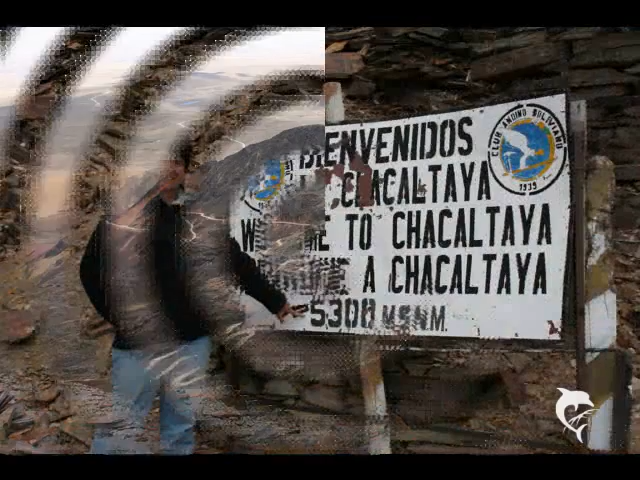 BIENVENIDOS
CHACALTAYA
TO CHACALTAYA
A CHACALTAYA
5300 M.S.N.M.
CLUB ANDINO BOLIVIANO
1939